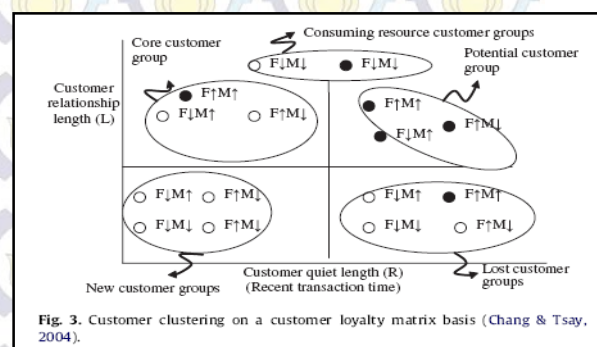 Consuming resource customer groups
Core customer
group
Potential customer
group
F↓M↓ F↓M↓
Customer
relationship
length (L)
F↑M↑
F↓M↑ F↑M↓
F↑M↑
F↑M↓
F↓M↑
F↓M↑ F↑M↓
F↓M↓ F↑M↓
F↓M↑ F↑M↑
F↓M↓ F↑M↓
Customer quiet length (R)
(Recent transaction time)
New customer groups
Lost customer
groups
Fig. 3. Customer clustering on a customer loyalty matrix basis (Chang & Tsay,
2004).